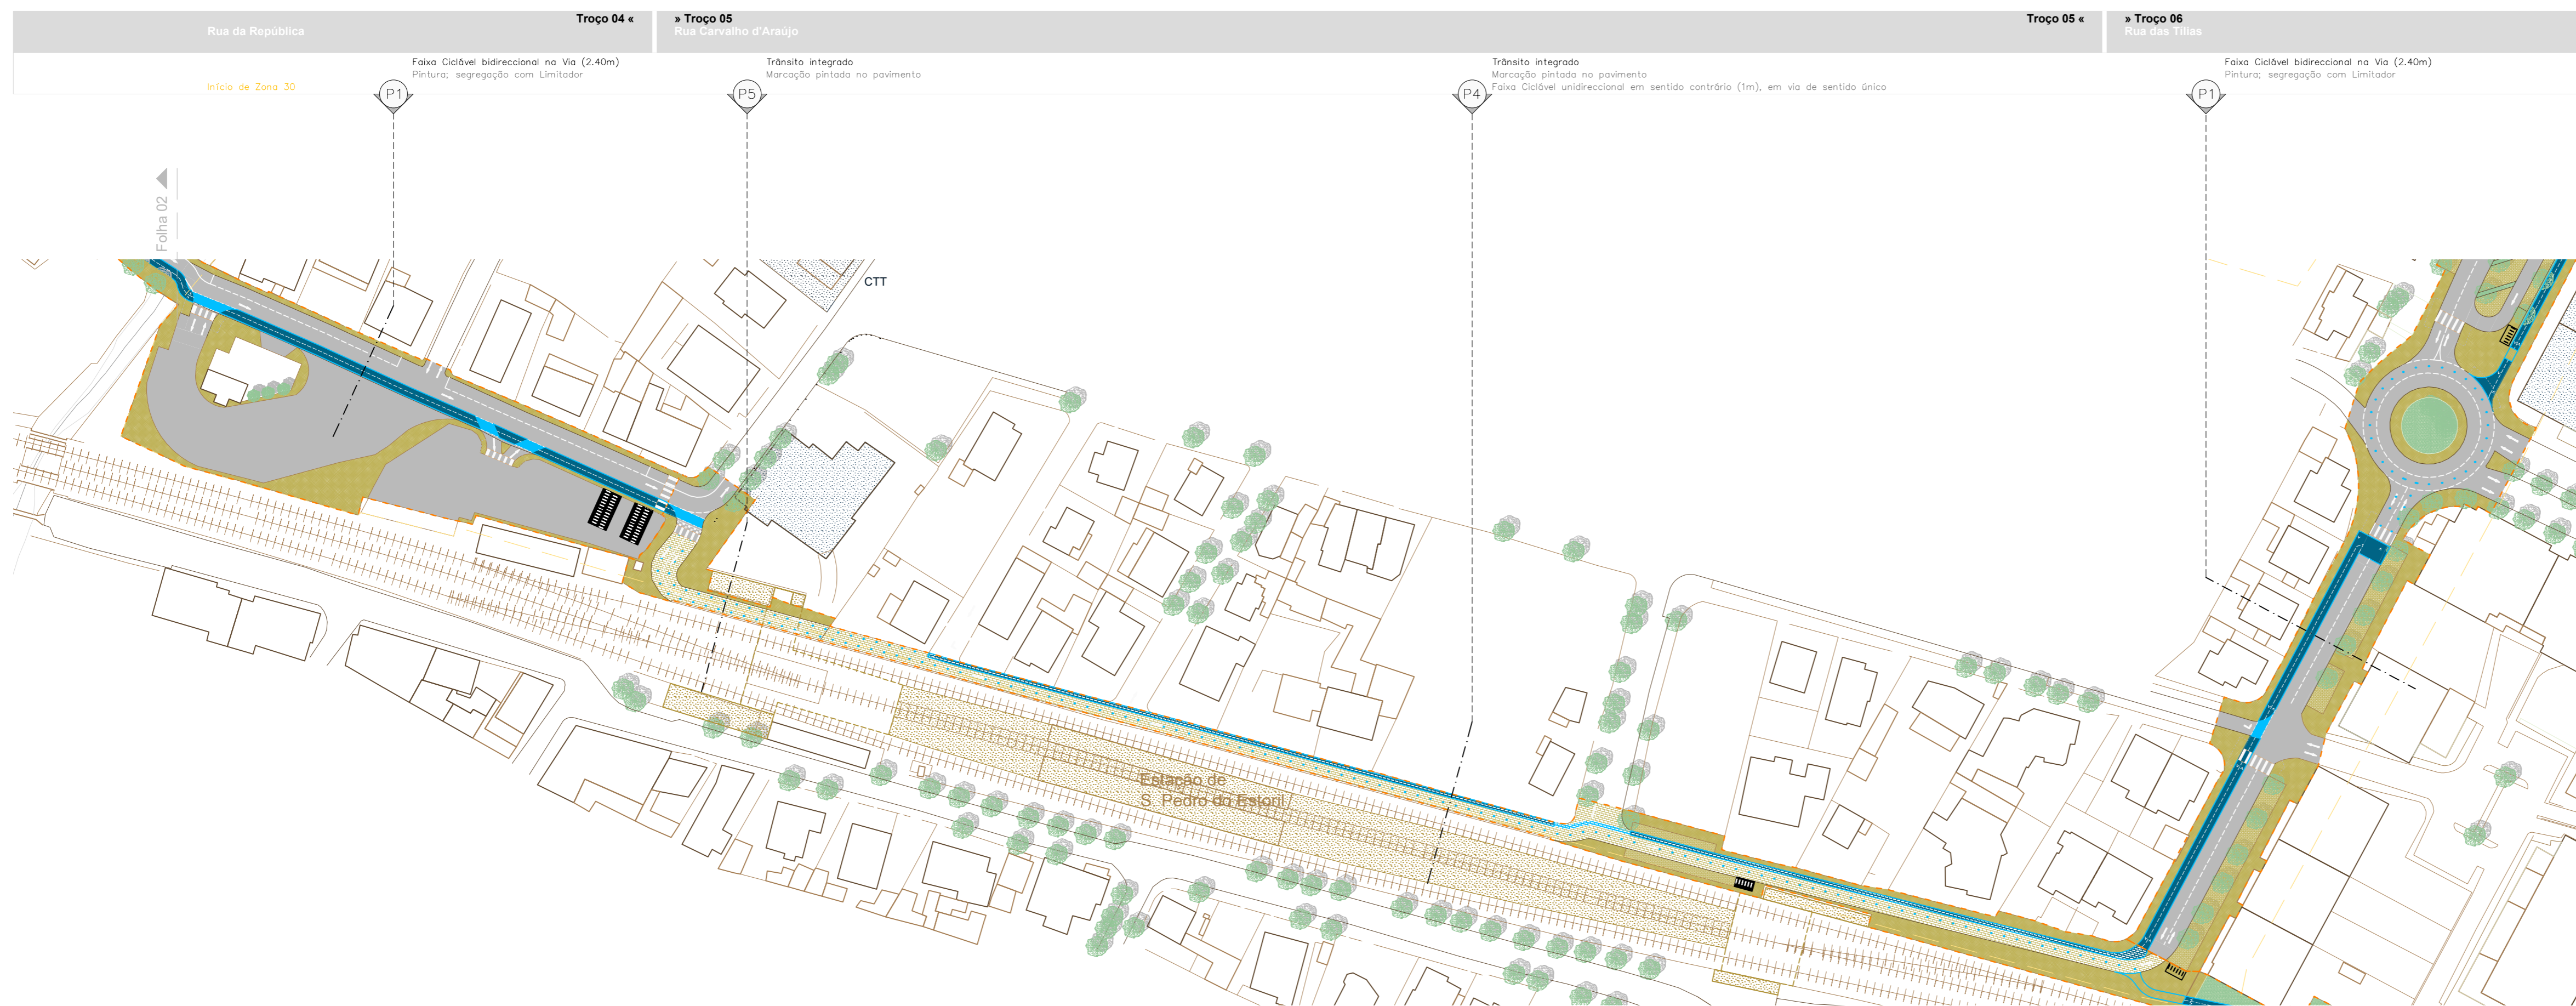 Troço 04 «
Rua da República
» Troço 05
Rua Carvalho d'Araújo
Troço 05 «
» Troço 06
Rua das Tílias
Faixa Ciclável bidireccional na Via (2.40m)
Pintura; segregação com Limitador
Início de Zona 30
P1
Trânsito integrado
Marcação pintada no pavimento
P5
Trânsito integrado
Marcação pintada no pavimento
Faixa Ciclável unidireccional em sentido contrário (1m), em via de sentido único
P4
Faixa Ciclável bidireccional na Via (2.40m)
Pintura; segregação com Limitador
P1
Folha 02
CTT
Estação de
S. Pedro do Estoril